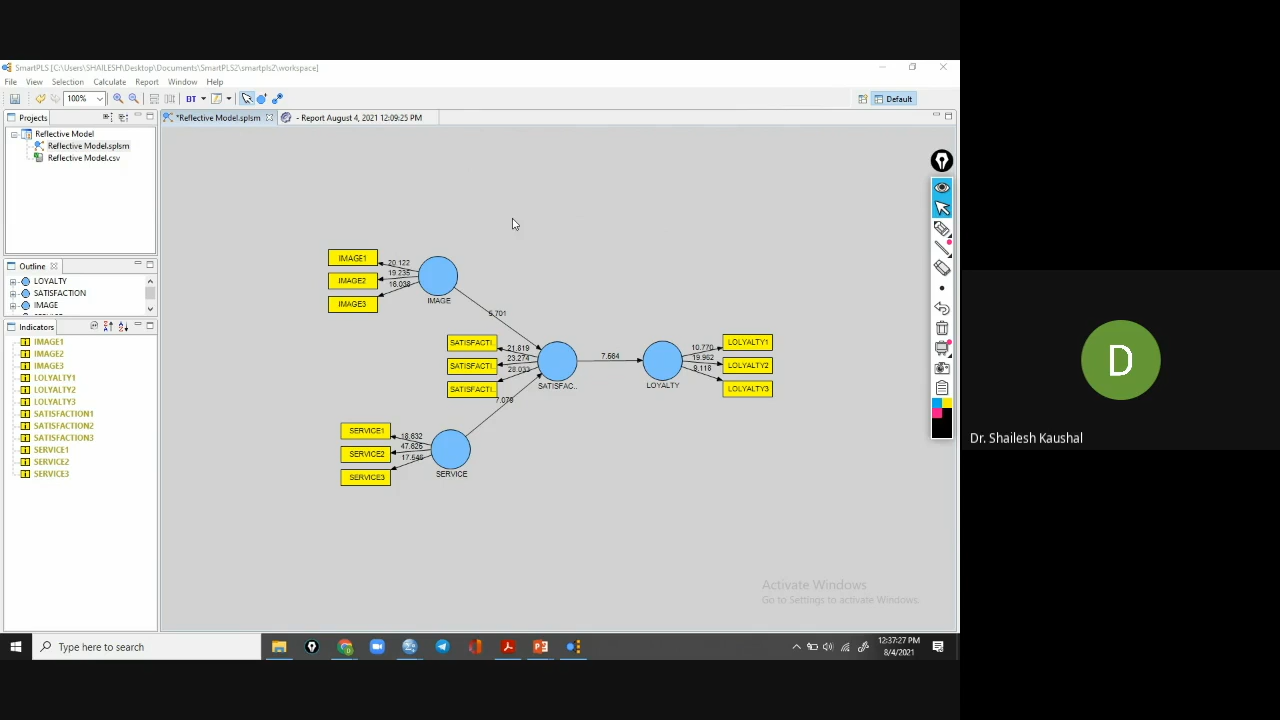 SmartPLS [C:\Users\SHAILESH\Desktop\Documents\SmartPLS2\smartpls2\workspace]
File View Selection Calculate Report Window Help
100% BT Default
Projects
*Reflective Model.splsm
- Report August 4, 2021 12:09:25 PM
Reflective Model
Reflective Model.splsm
Reflective Model.csv
Outline
LOYALTY
SATISFACTION
IMAGE
Indicators
IMAGE1
IMAGE2
IMAGE3
LOLYALTY1
LOLYALTY2
LOLYALTY3
SATISFACTION1
SATISFACTION2
SATISFACTION3
SERVICE1
SERVICE2
SERVICE3
IMAGE1 20.122
IMAGE2 19.235
IMAGE3 16.038
IMAGE
5.701
SATISFACTI.. 21.819
SATISFACTI.. 23.274
SATISFACTI.. 28.033
SATISFAC..
7.564
LOYALTY
10.770 LOLYALTY1
19.962 LOLYALTY2
9.118 LOLYALTY3
7.079
SERVICE1 18.632
SERVICE2 47.626
SERVICE3 17.546
SERVICE
Activate Windows
Go to Settings to activate Windows.
Type here to search
12:37:27 PM
8/4/2021
D
Dr. Shailesh Kaushal